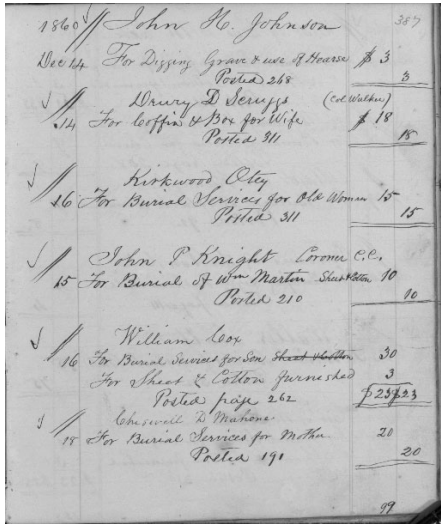 387
1860 // John H. Johnson
Dec 14 For Digging Grave & use of Hearse $ 3
Posted 268 3
Drury D Scruggs (Col Walker)
14 For Coffin & Box for Wife $ 18
Posted 311 18
Kirkwood Otey
16 For Burial Services for Old Woman 15
Posted 311 15
John P Knight Coroner C.C.
15 For Burial of Wm Martin Sheet & Cotton 10
Posted 210 10
William Cox
16 For Burial Services for Son Sheet & Cotton 30
For Sheet & Cotton furnished 3
Posted page 262 $23 $23
D Mahone
18 For Burial Services for Mother 20
Posted 191 20
99